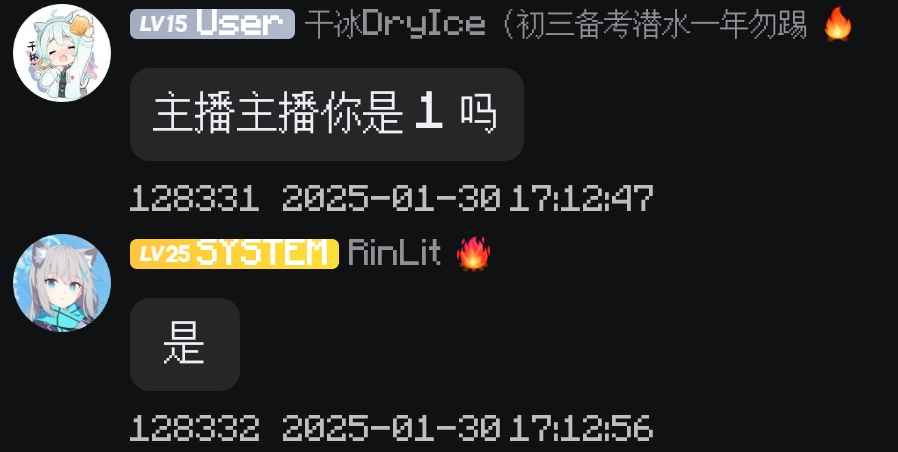 LV15 User 干冰DryIce（初三备考潜水一年勿踢 🔥
主播主播你是 1 吗
128331 2025-01-30 17:12:47
LV25 SYSTEM RinLit 🔥
是
128332 2025-01-30 17:12:56